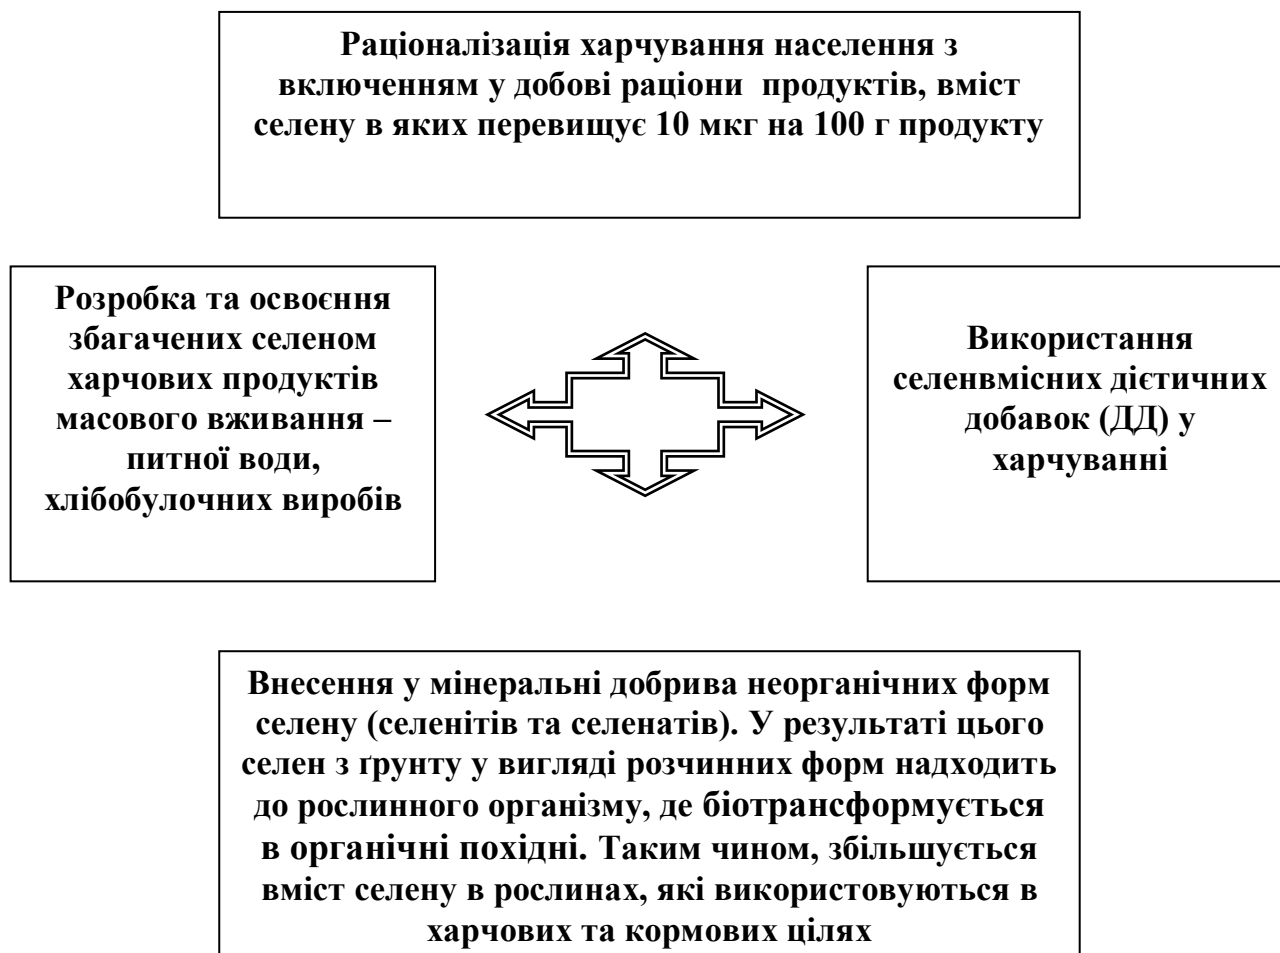 Раціоналізація харчування населення з
включенням у добові раціони продуктів, вміст
селену в яких перевищує 10 мкг на 100 г продукту
Розробка та освоєння
збагачених селеном
харчових продуктів
масового вживання –
питної води,
хлібобулочних виробів
Використання
селенвмісних дієтичних
добавок (ДД) у
харчуванні
Внесення у мінеральні добрива неорганічних форм
селену (селенітів та селенатів). У результаті цього
селен з ґрунту у вигляді розчинних форм надходить
до рослинного організму, де біотрансформується
в органічні похідні. Таким чином, збільшується
вміст селену в рослинах, які використовуються в
харчових та кормових цілях